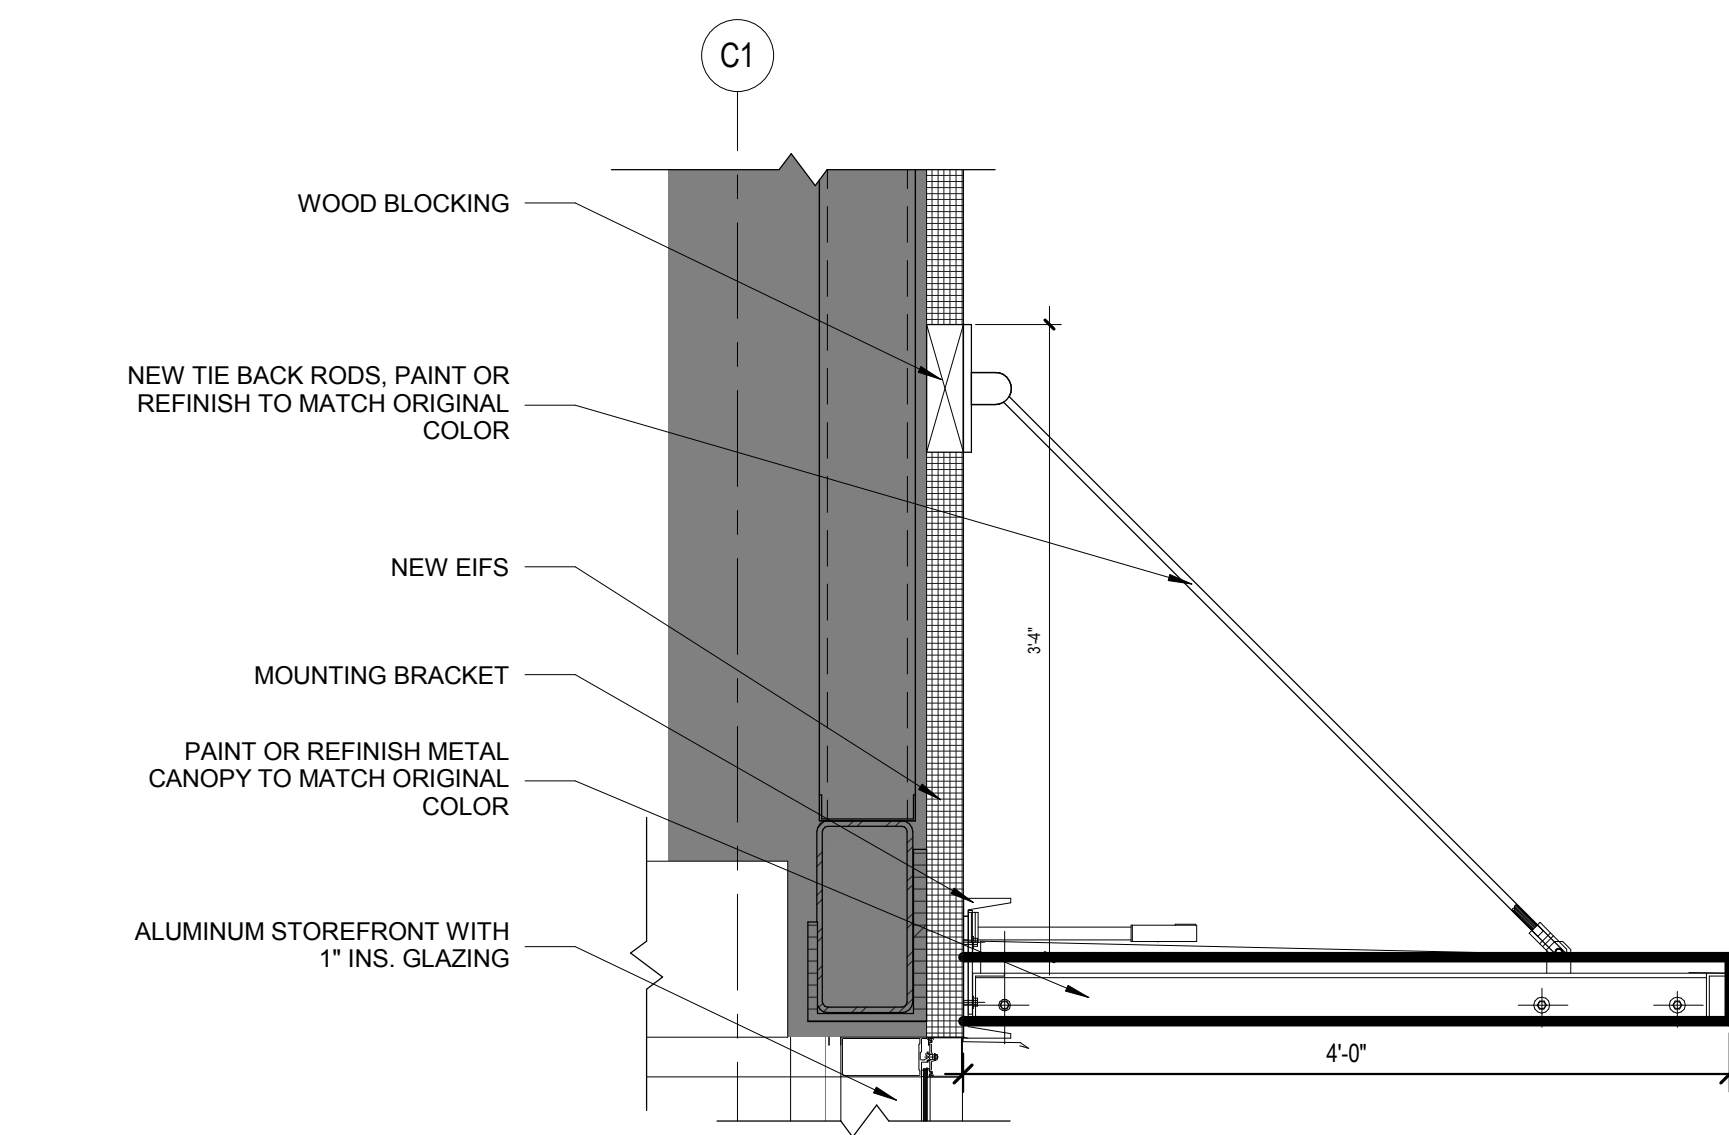 C1
WOOD BLOCKING
NEW TIE BACK RODS, PAINT OR
REFINISH TO MATCH ORIGINAL
COLOR
NEW EIFS
3'-4"
MOUNTING BRACKET
PAINT OR REFINISH METAL
CANOPY TO MATCH ORIGINAL
COLOR
ALUMINUM STOREFRONT WITH
1" INS. GLAZING
4'-0"